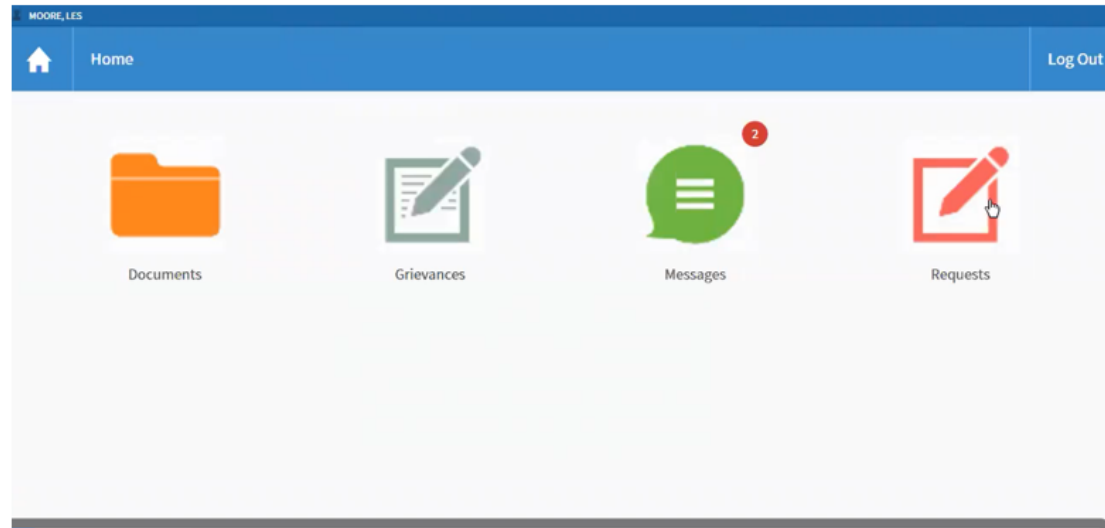 MOORE, LES
Home
Log Out
2
Documents
Grievances
Messages
Requests